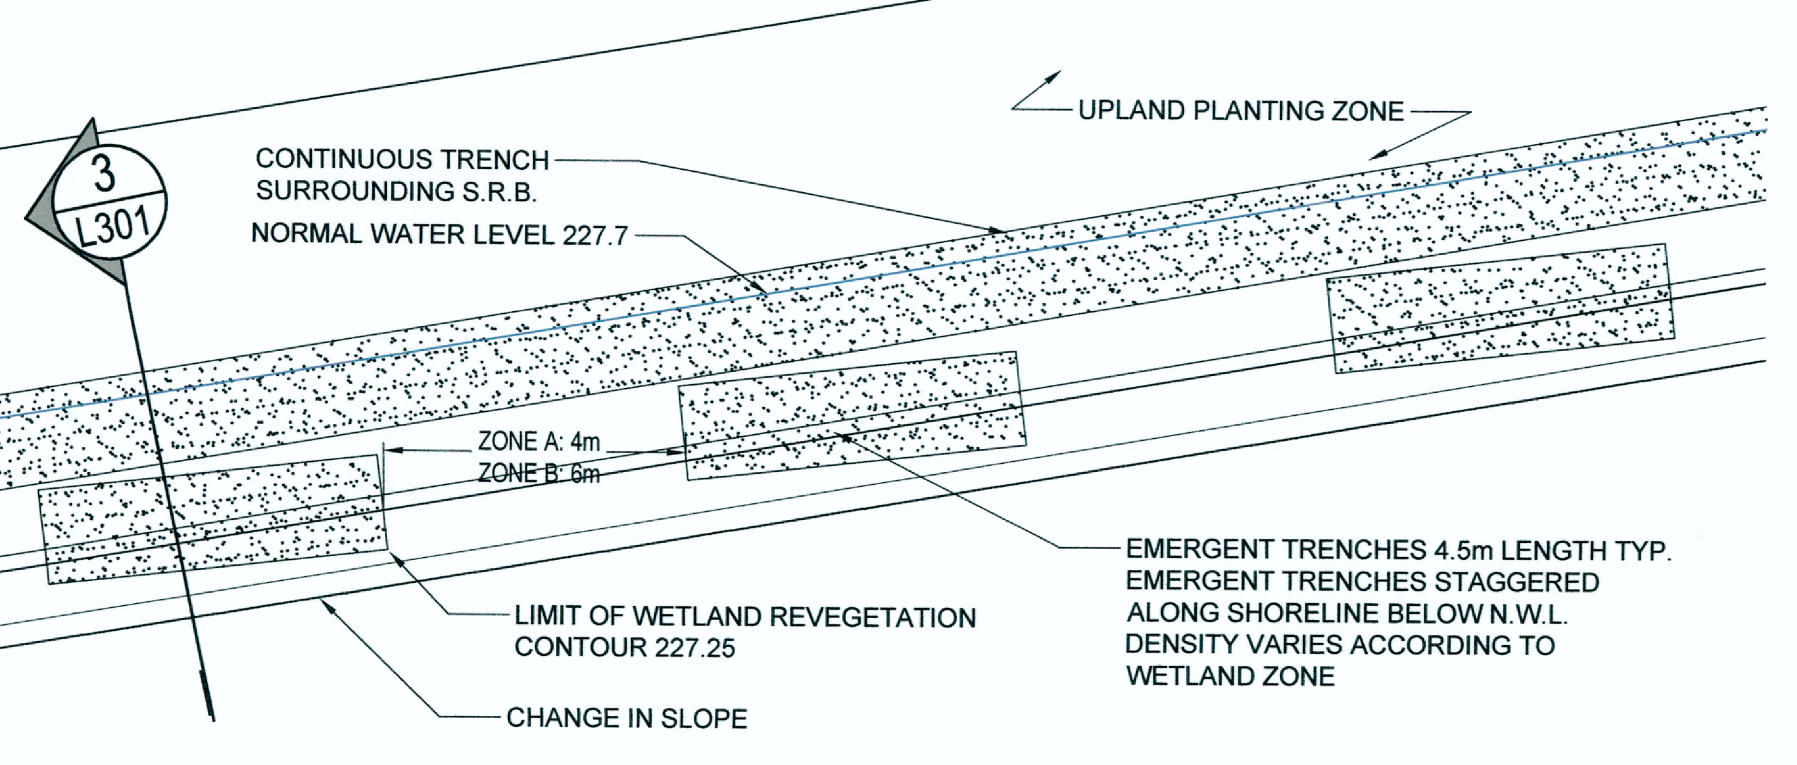 UPLAND PLANTING ZONE
3
L301
CONTINUOUS TRENCH
SURROUNDING S.R.B.
NORMAL WATER LEVEL 227.7
ZONE A: 4m
ZONE B: 6m
EMERGENT TRENCHES 4.5m LENGTH TYP.
EMERGENT TRENCHES STAGGERED
ALONG SHORELINE BELOW N.W.L.
DENSITY VARIES ACCORDING TO
WETLAND ZONE
LIMIT OF WETLAND REVEGETATION
CONTOUR 227.25
CHANGE IN SLOPE